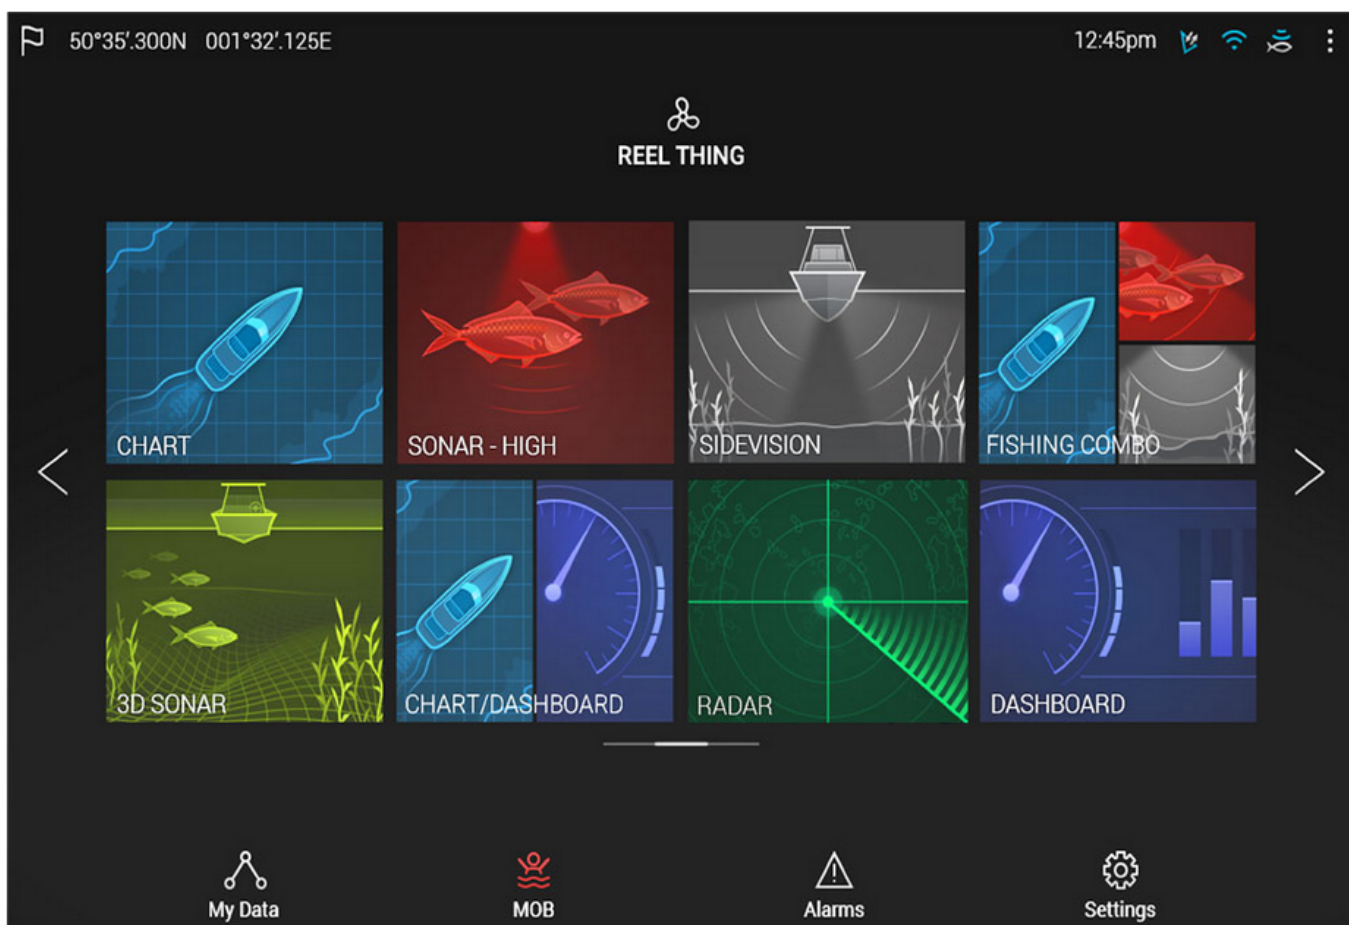 50°35'.300N 001°32'.125E 12:45pm
REEL THING
CHART SONAR - HIGH SIDEVISION FISHING COMBO
3D SONAR CHART/DASHBOARD RADAR DASHBOARD
My Data MOB Alarms Settings